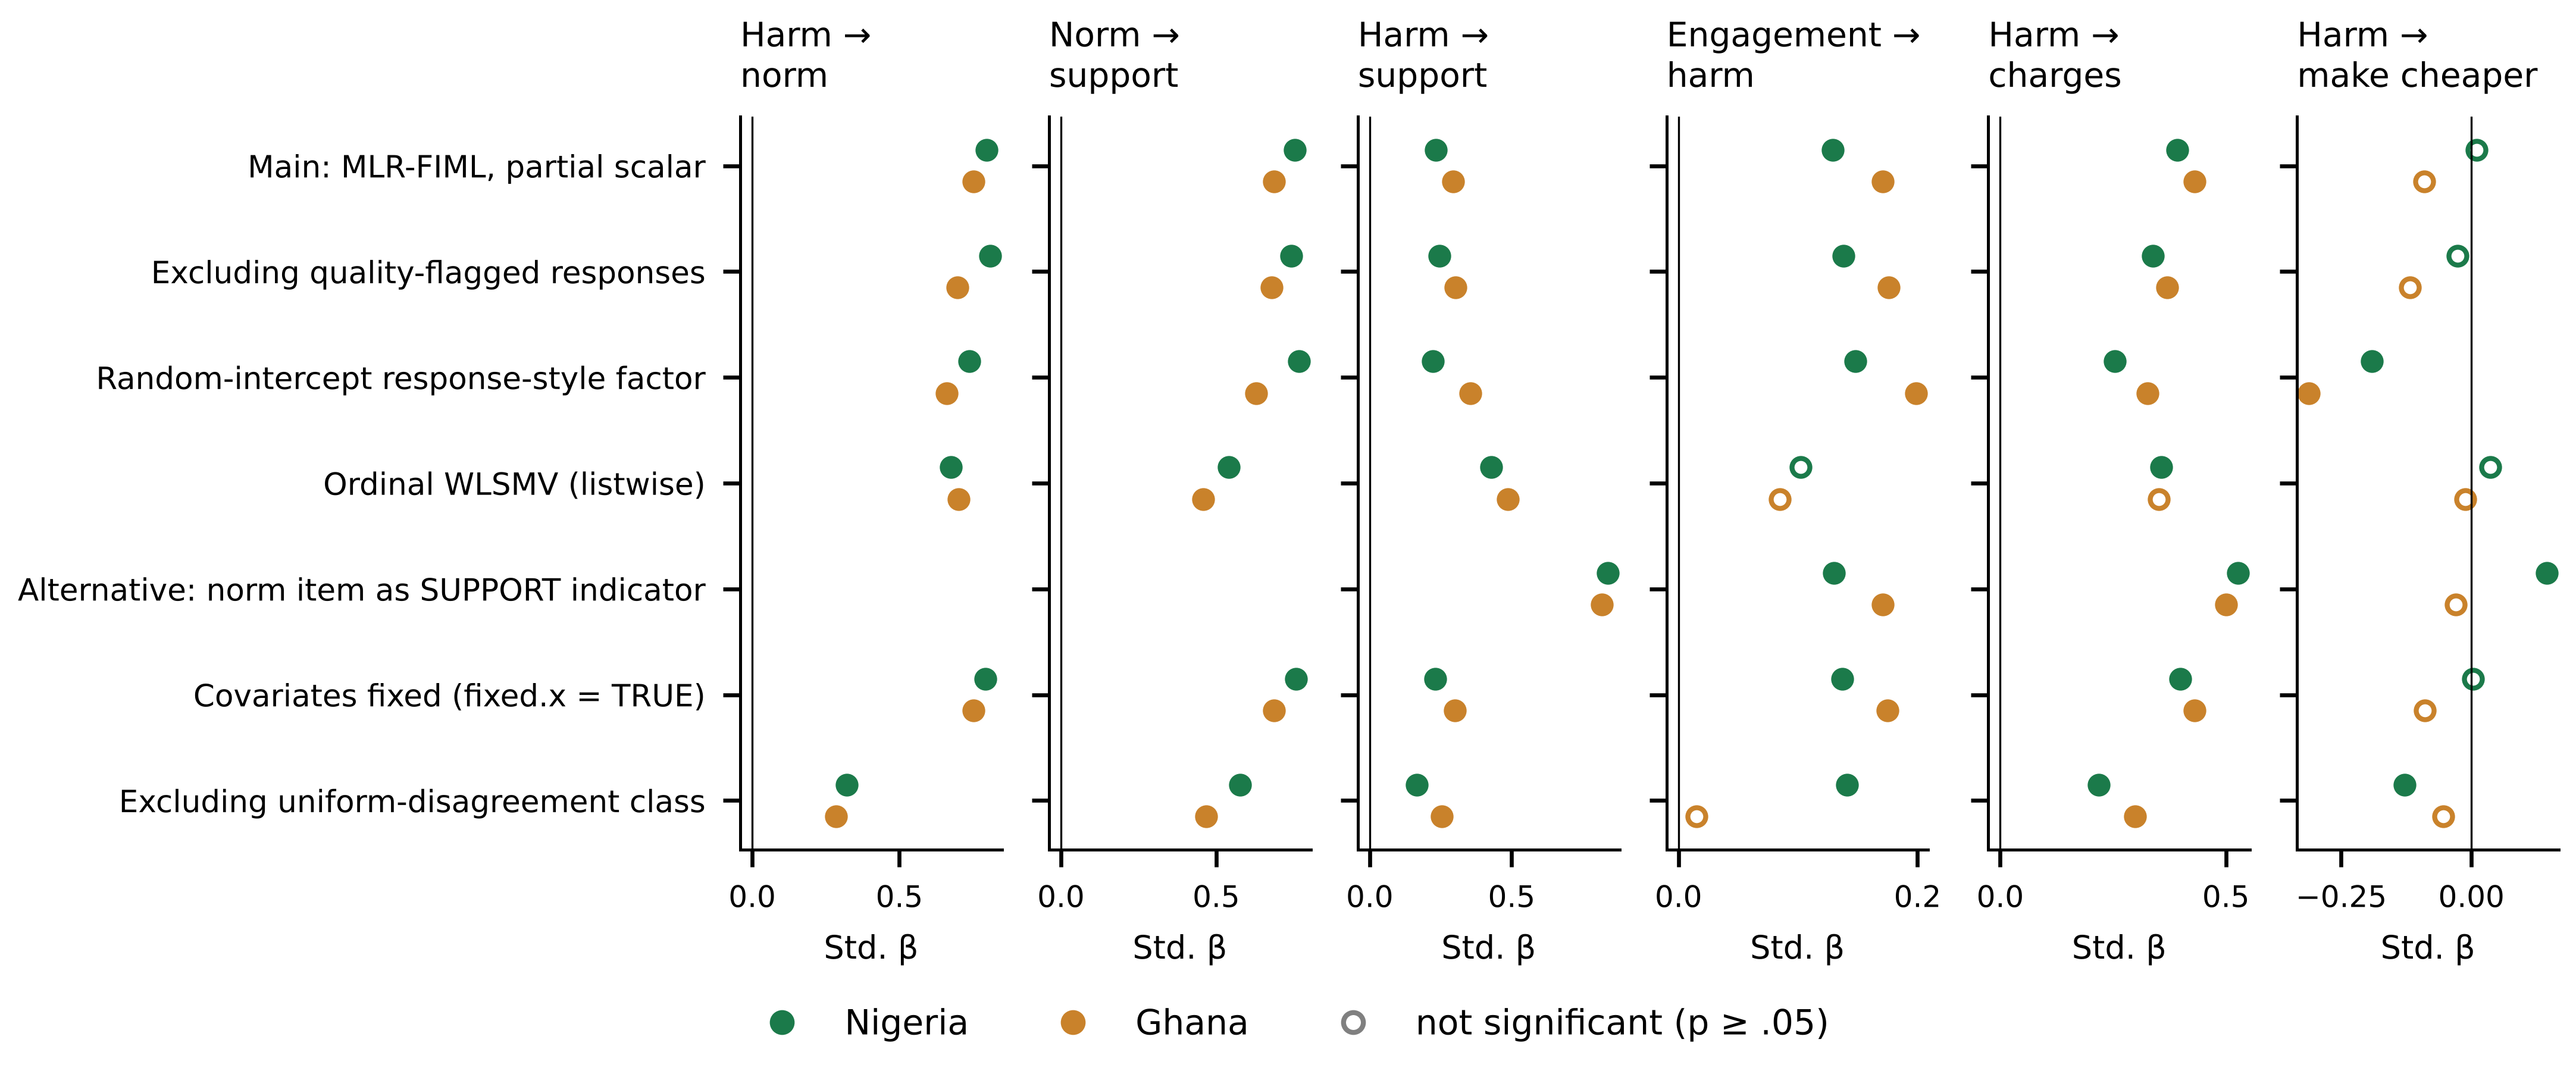 Harm →
norm
Norm →
support
Harm →
support
Engagement →
harm
Harm →
charges
Harm →
make cheaper
Main: MLR-FIML, partial scalar
Excluding quality-flagged responses
Random-intercept response-style factor
Ordinal WLSMV (listwise)
Alternative: norm item as SUPPORT indicator
Covariates fixed (fixed.x = TRUE)
Excluding uniform-disagreement class
0.0 0.5 0.0 0.5 0.0 0.5 0.0 0.2 0.0 0.5 −0.25 0.00
Std. β Std. β Std. β Std. β Std. β Std. β
Nigeria Ghana not significant (p ≥ .05)